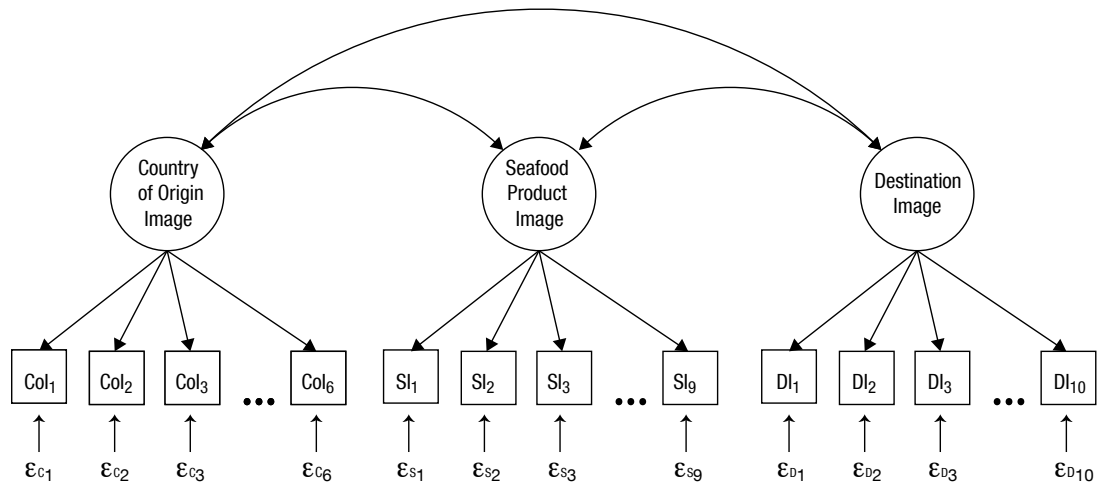 Country
of Origin
Image
Seafood
Product
Image
Destination
Image
CoI₁ CoI₂ CoI₃ ••• CoI₆ SI₁ SI₂ SI₃ ••• SI₉ DI₁ DI₂ DI₃ ••• DI₁₀
εC1 εC2 εC3 εC6 εS1 εS2 εS3 εS9 εD1 εD2 εD3 εD10